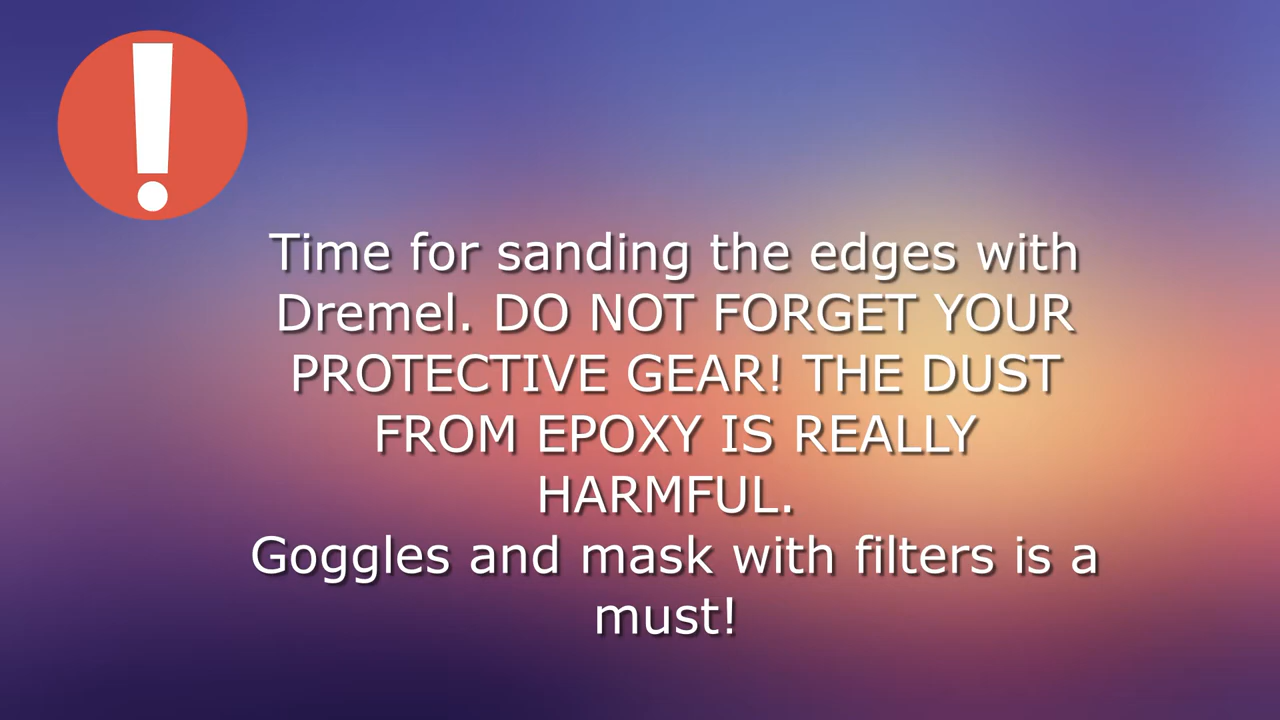 Time for sanding the edges with
Dremel. DO NOT FORGET YOUR
PROTECTIVE GEAR! THE DUST
FROM EPOXY IS REALLY
HARMFUL.
Goggles and mask with filters is a
must!